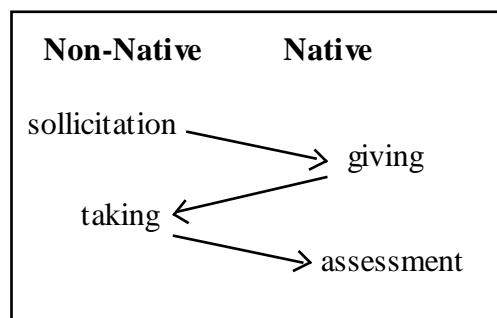 Non-Native Native
sollicitation
giving
taking
assessment